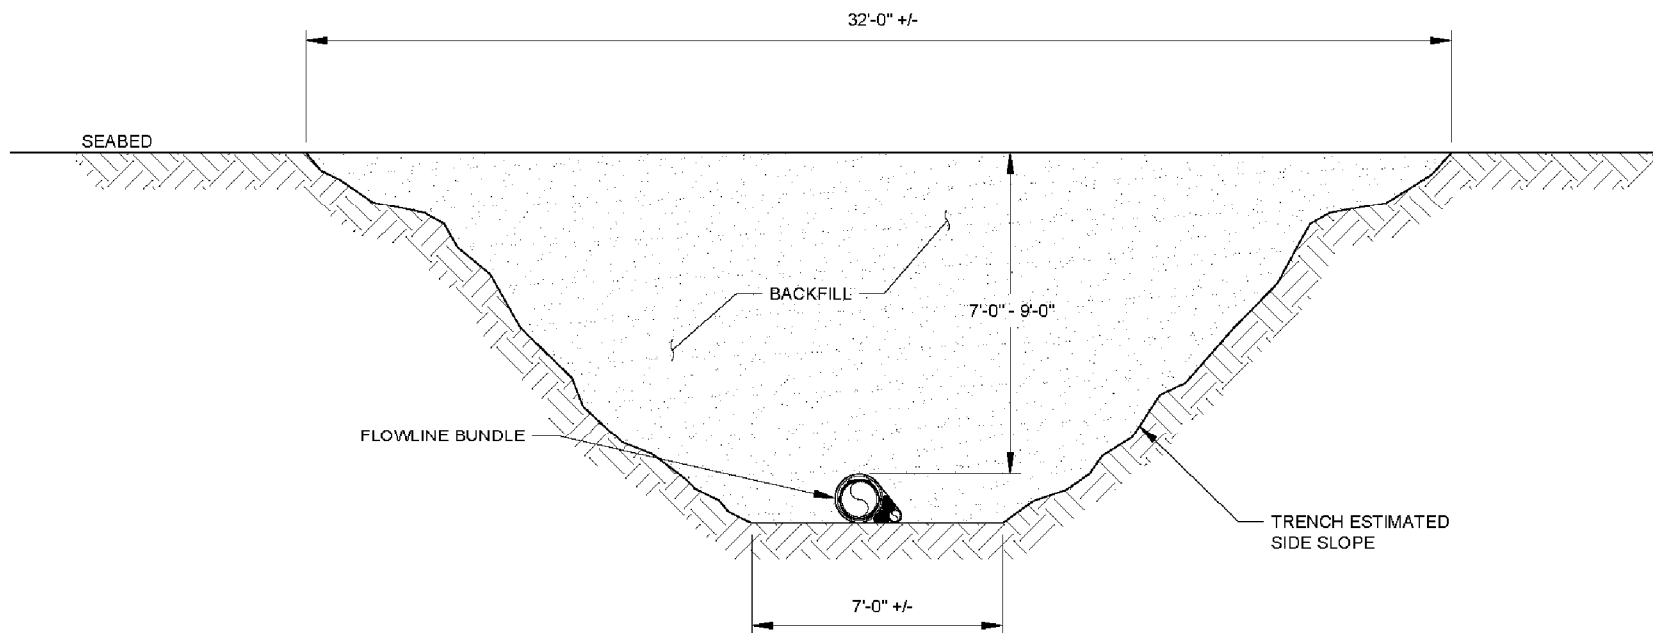 32'-0" +/-
SEABED
BACKFILL
7'-0" - 9'-0"
FLOWLINE BUNDLE
TRENCH ESTIMATED
SIDE SLOPE
7'-0" +/-